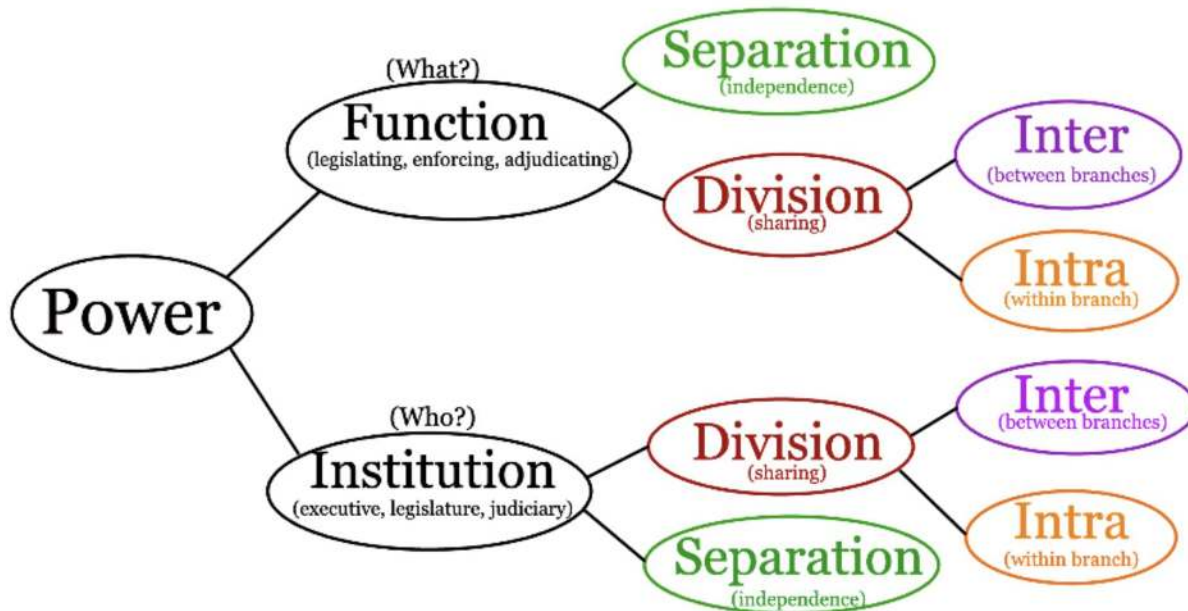 Separation
(independence)
(What?)
Function
(legislating, enforcing, adjudicating)
Inter
(between branches)
Division
(sharing)
Intra
(within branch)
Power
(Who?)
Institution
(executive, legislature, judiciary)
Division
(sharing)
Inter
(between branches)
Intra
(within branch)
Separation
(independence)